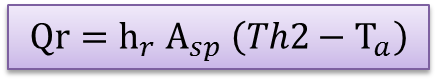 Qr = hᵣ Aₛₚ (Th2 − Tₐ)